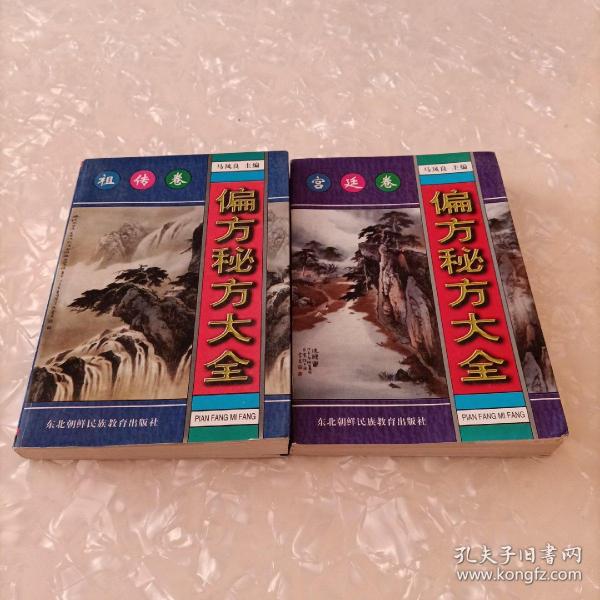 祖传卷
马凤良 主编
偏方秘方大全
PIAN FANG MI FANG
东北朝鲜民族教育出版社
宫廷卷
马凤良 主编
偏方秘方大全
PIAN FANG MI FANG
东北朝鲜民族教育出版社
孔夫子旧书网
www.kongfz.com